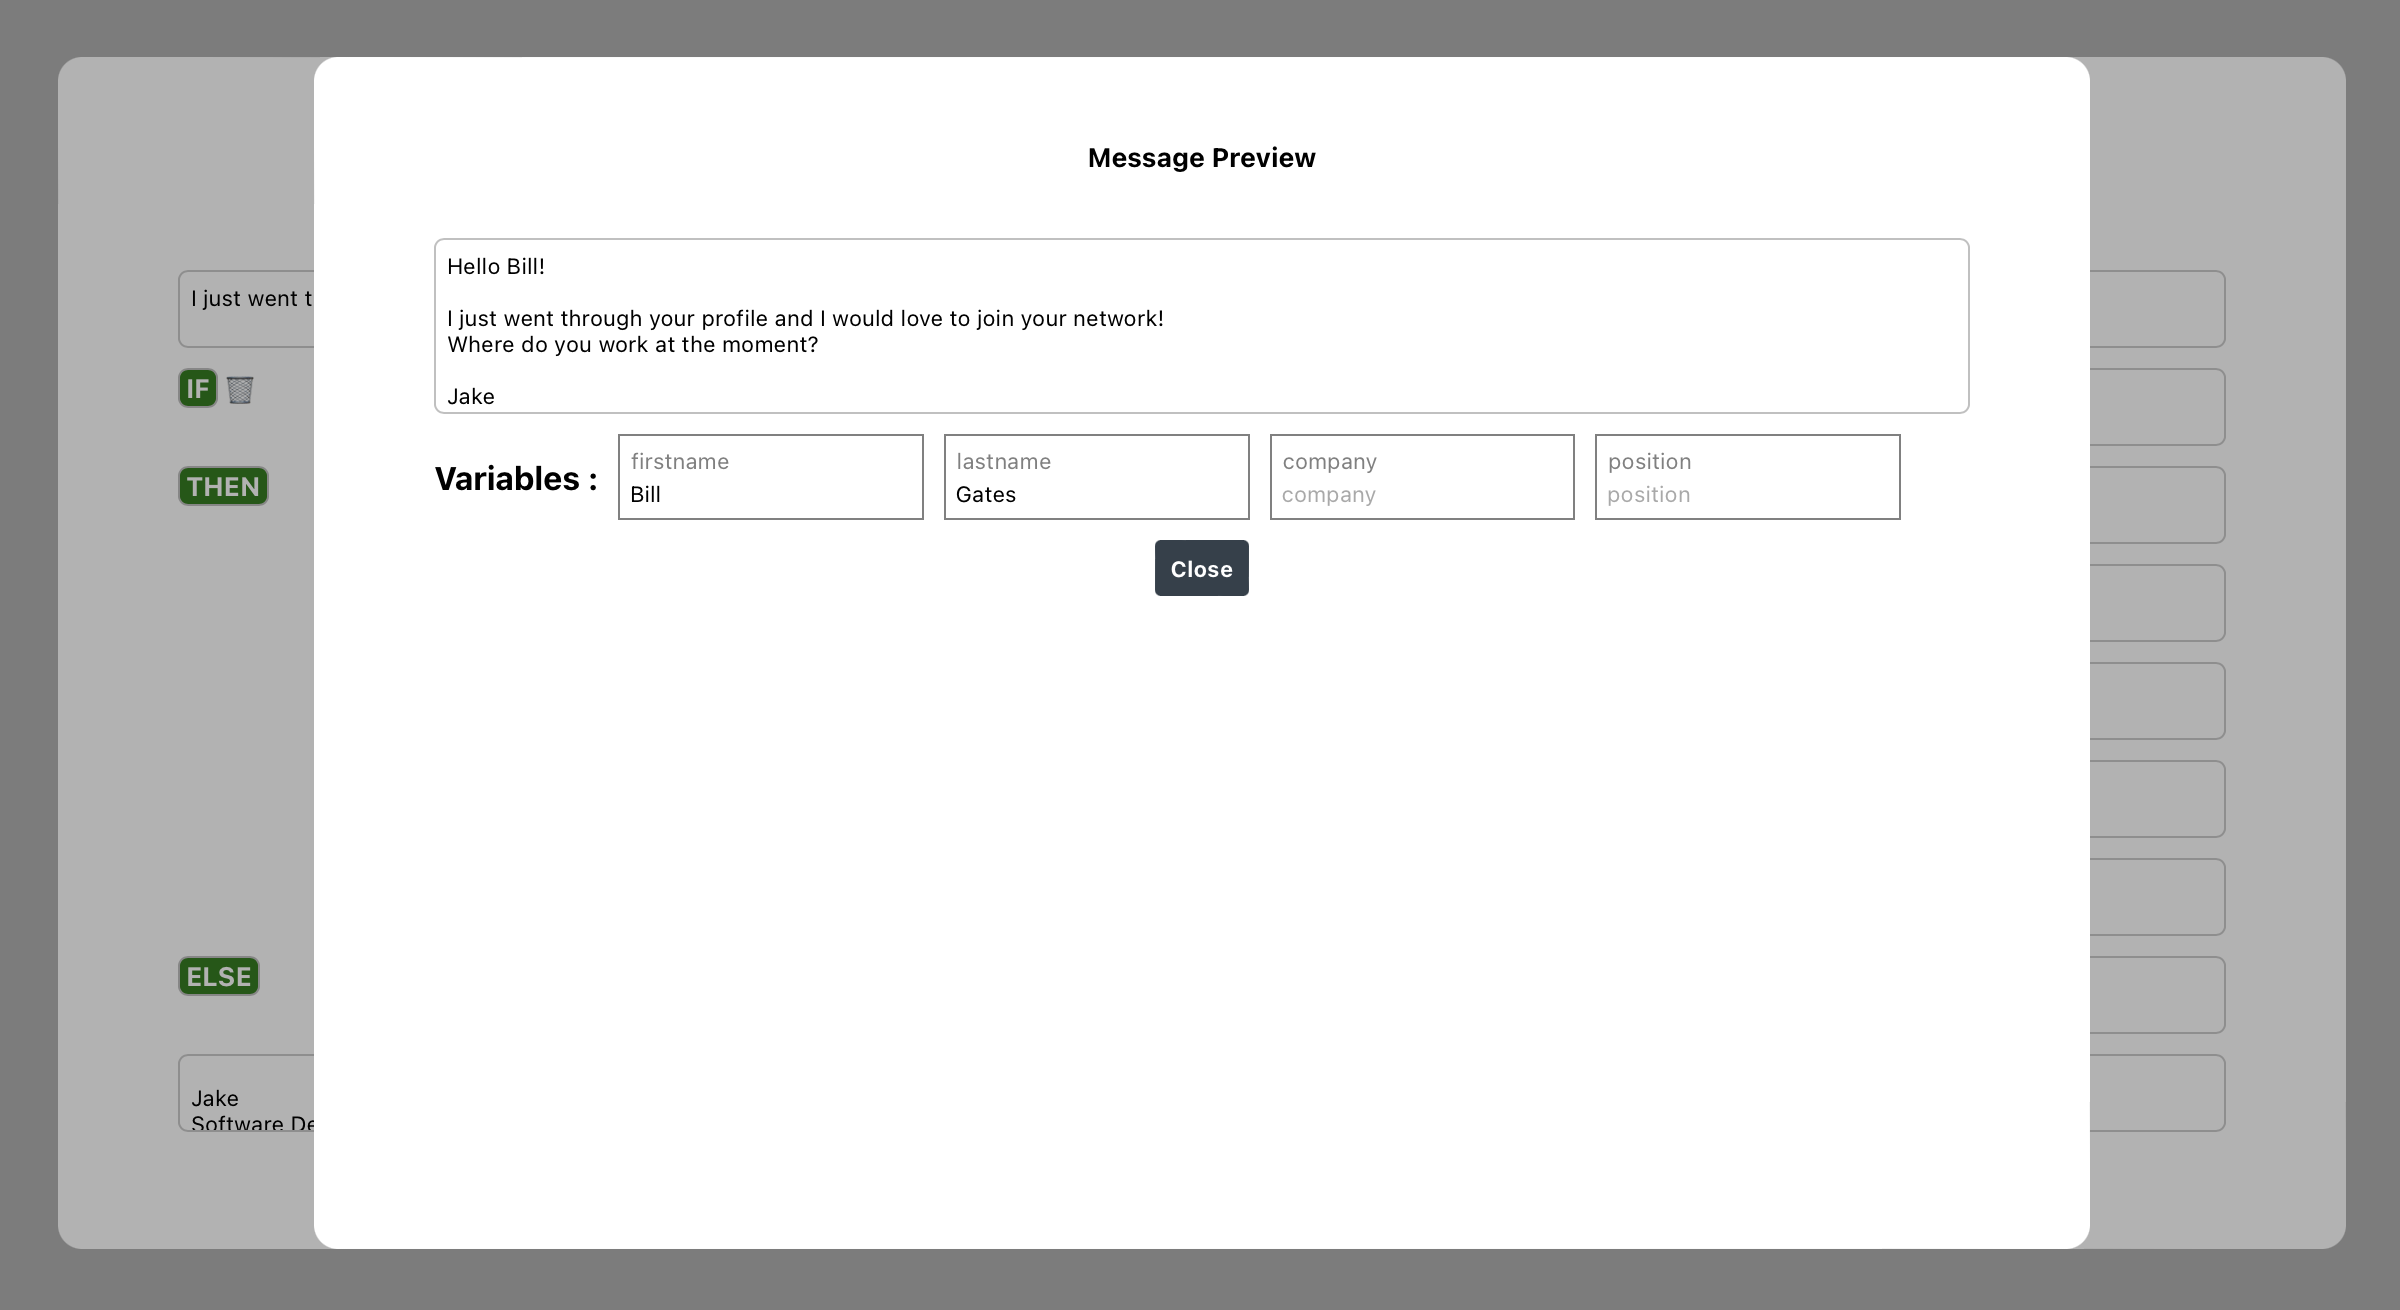 Message Preview
Hello Bill!
I just went through your profile and I would love to join your network!
Where do you work at the moment?
Jake
Variables :
firstname
Bill
lastname
Gates
company
company
position
position
Close
I just went t
IF
THEN
ELSE
Jake
Software De